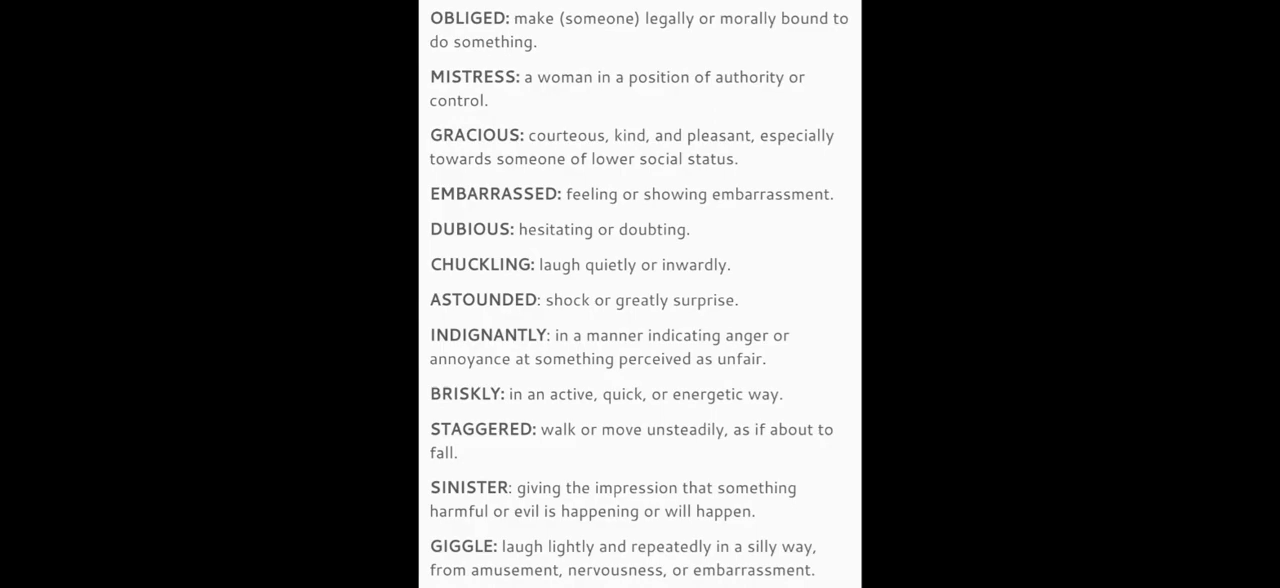 OBLIGED: make (someone) legally or morally bound to
do something.
MISTRESS: a woman in a position of authority or
control.
GRACIOUS: courteous, kind, and pleasant, especially
towards someone of lower social status.
EMBARRASSED: feeling or showing embarrassment.
DUBIOUS: hesitating or doubting.
CHUCKLING: laugh quietly or inwardly.
ASTOUNDED: shock or greatly surprise.
INDIGNANTLY: in a manner indicating anger or
annoyance at something perceived as unfair.
BRISKLY: in an active, quick, or energetic way.
STAGGERED: walk or move unsteadily, as if about to
fall.
SINISTER: giving the impression that something
harmful or evil is happening or will happen.
GIGGLE: laugh lightly and repeatedly in a silly way,
from amusement, nervousness, or embarrassment.